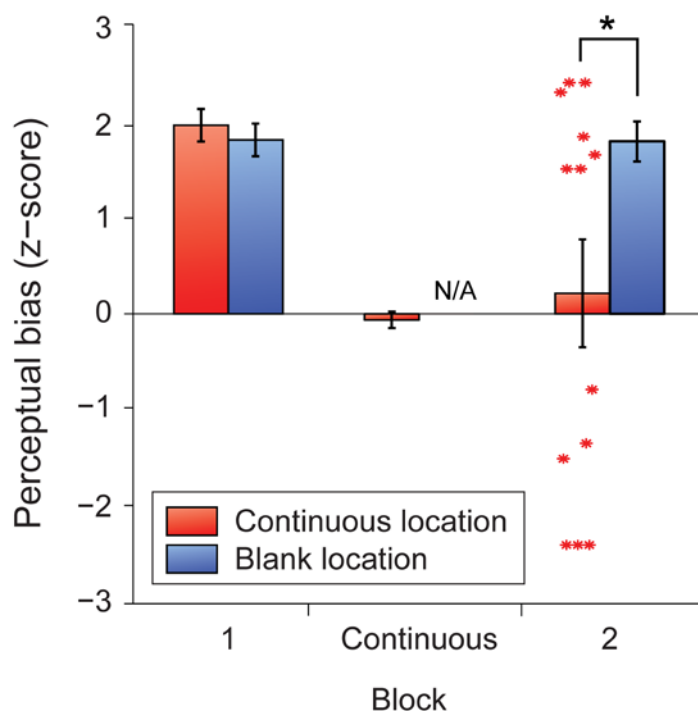 Perceptual bias (z−score)
3
2
1
0
−1
−2
−3
*
N/A
Continuous location
Blank location
1
Continuous
2
Block